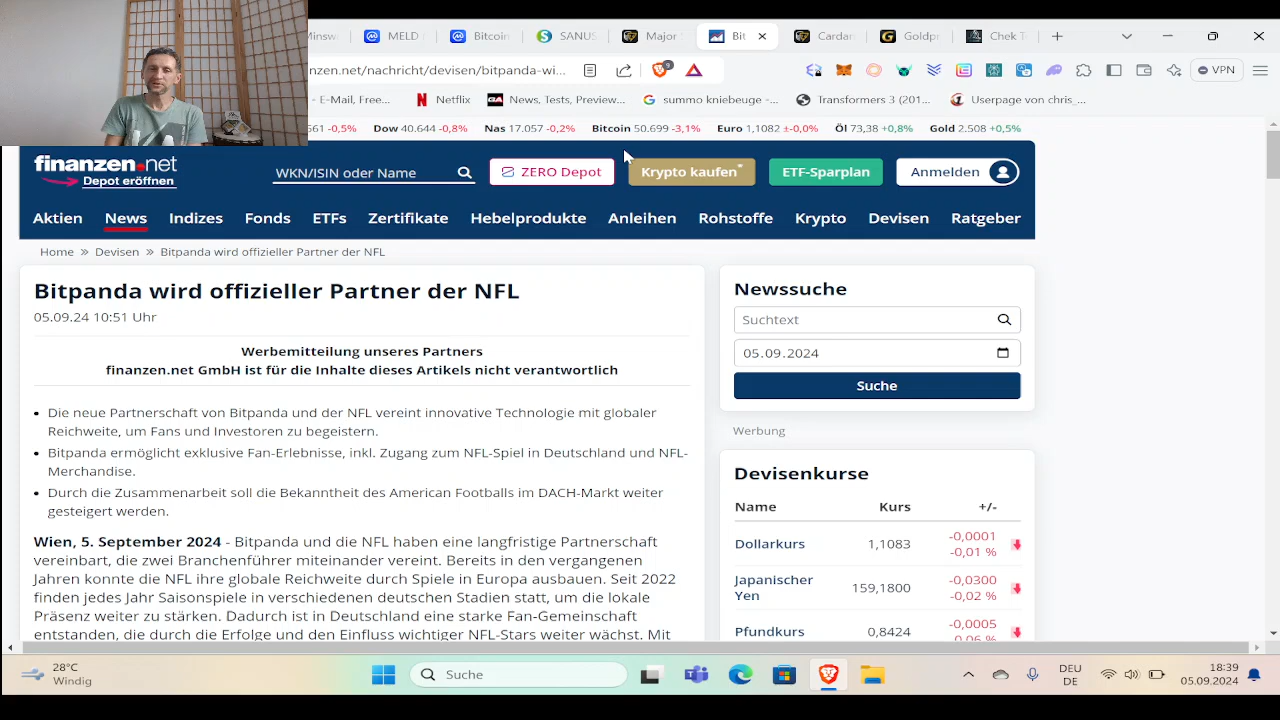 Minsw
MELD
Bitcoin
SANUS
Major
Bit
Cardan
Goldpr
Chek T
nzen.net/nachricht/devisen/bitpanda-wi...
9
VPN
- E-Mail, Free...
Netflix
GA
News, Tests, Preview...
summo kniebeuge -...
Transformers 3 (201...
Userpage von chris_...
561 -0,5%
Dow 40.644 -0,8%
Nas 17.057 -0,2%
Bitcoin 50.699 -3,1%
Euro 1,1082 ±-0,0%
Öl 73,38 +0,8%
Gold 2.508 +0,5%
finanzen.net
Depot eröffnen
WKN/ISIN oder Name
ZERO Depot
Krypto kaufen*
ETF-Sparplan
Anmelden
Aktien
News
Indizes
Fonds
ETFs
Zertifikate
Hebelprodukte
Anleihen
Rohstoffe
Krypto
Devisen
Ratgeber
Home » Devisen » Bitpanda wird offizieller Partner der NFL
Bitpanda wird offizieller Partner der NFL
05.09.24 10:51 Uhr
Werbemitteilung unseres Partners
finanzen.net GmbH ist für die Inhalte dieses Artikels nicht verantwortlich
• Die neue Partnerschaft von Bitpanda und der NFL vereint innovative Technologie mit globaler
Reichweite, um Fans und Investoren zu begeistern.
• Bitpanda ermöglicht exklusive Fan-Erlebnisse, inkl. Zugang zum NFL-Spiel in Deutschland und NFL-
Merchandise.
• Durch die Zusammenarbeit soll die Bekanntheit des American Footballs im DACH-Markt weiter
gesteigert werden.
Wien, 5. September 2024 - Bitpanda und die NFL haben eine langfristige Partnerschaft
vereinbart, die zwei Branchenführer miteinander vereint. Bereits in den vergangenen
Jahren konnte die NFL ihre globale Reichweite durch Spiele in Europa ausbauen. Seit 2022
finden jedes Jahr Saisonspiele in verschiedenen deutschen Stadien statt, um die lokale
Präsenz weiter zu stärken. Dadurch ist in Deutschland eine starke Fan-Gemeinschaft
entstanden, die durch die Erfolge und den Einfluss wichtiger NFL-Stars weiter wächst. Mit
Newssuche
Suchtext
05.09.2024
Suche
Werbung
Devisenkurse
Name Kurs +/-
Dollarkurs 1,1083 -0,0001
-0,01 %
Japanischer Yen 159,1800 -0,0300
-0,02 %
Pfundkurs 0,8424 -0,0005
-0,06 %
28°C
Windig
Suche
DEU
DE
18:39
05.09.2024